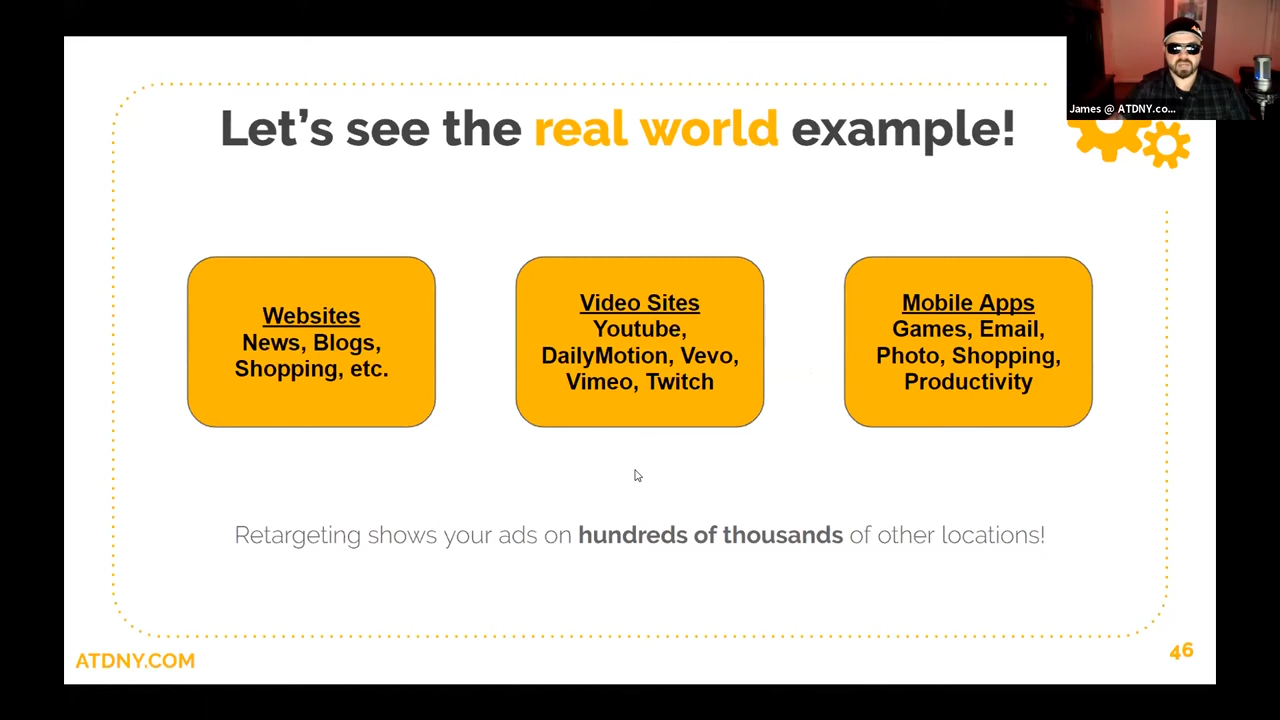 James @ ATDNY.co...
Let's see the real world example!
Websites
News, Blogs,
Shopping, etc.
Video Sites
Youtube,
DailyMotion, Vevo,
Vimeo, Twitch
Mobile Apps
Games, Email,
Photo, Shopping,
Productivity
Retargeting shows your ads on hundreds of thousands of other locations!
ATDNY.COM
46